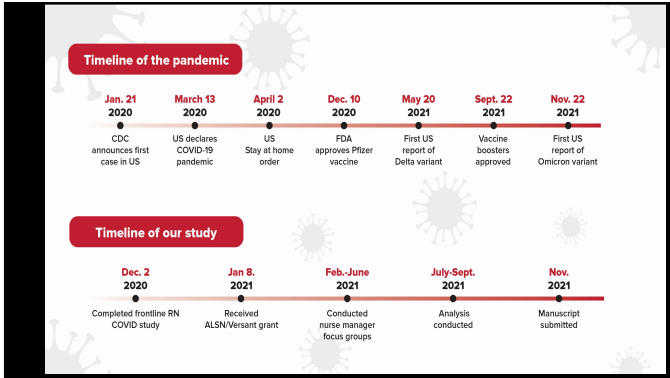 Timeline of the pandemic
Jan. 21 March 13 April 2 Dec. 10 May 20 Sept. 22 Nov. 22
2020 2020 2020 2020 2021 2021 2021
CDC US declares US FDA First US Vaccine First US
announces first COVID-19 Stay at home approves Pfizer report of boosters report of
case in US pandemic order vaccine Delta variant approved Omicron variant
Timeline of our study
Dec. 2 Jan 8. Feb.-June July-Sept. Nov.
2020 2021 2021 2021 2021
Completed frontline RN Received Conducted Analysis Manuscript
COVID study ALSN/Versant grant nurse manager conducted submitted
focus groups